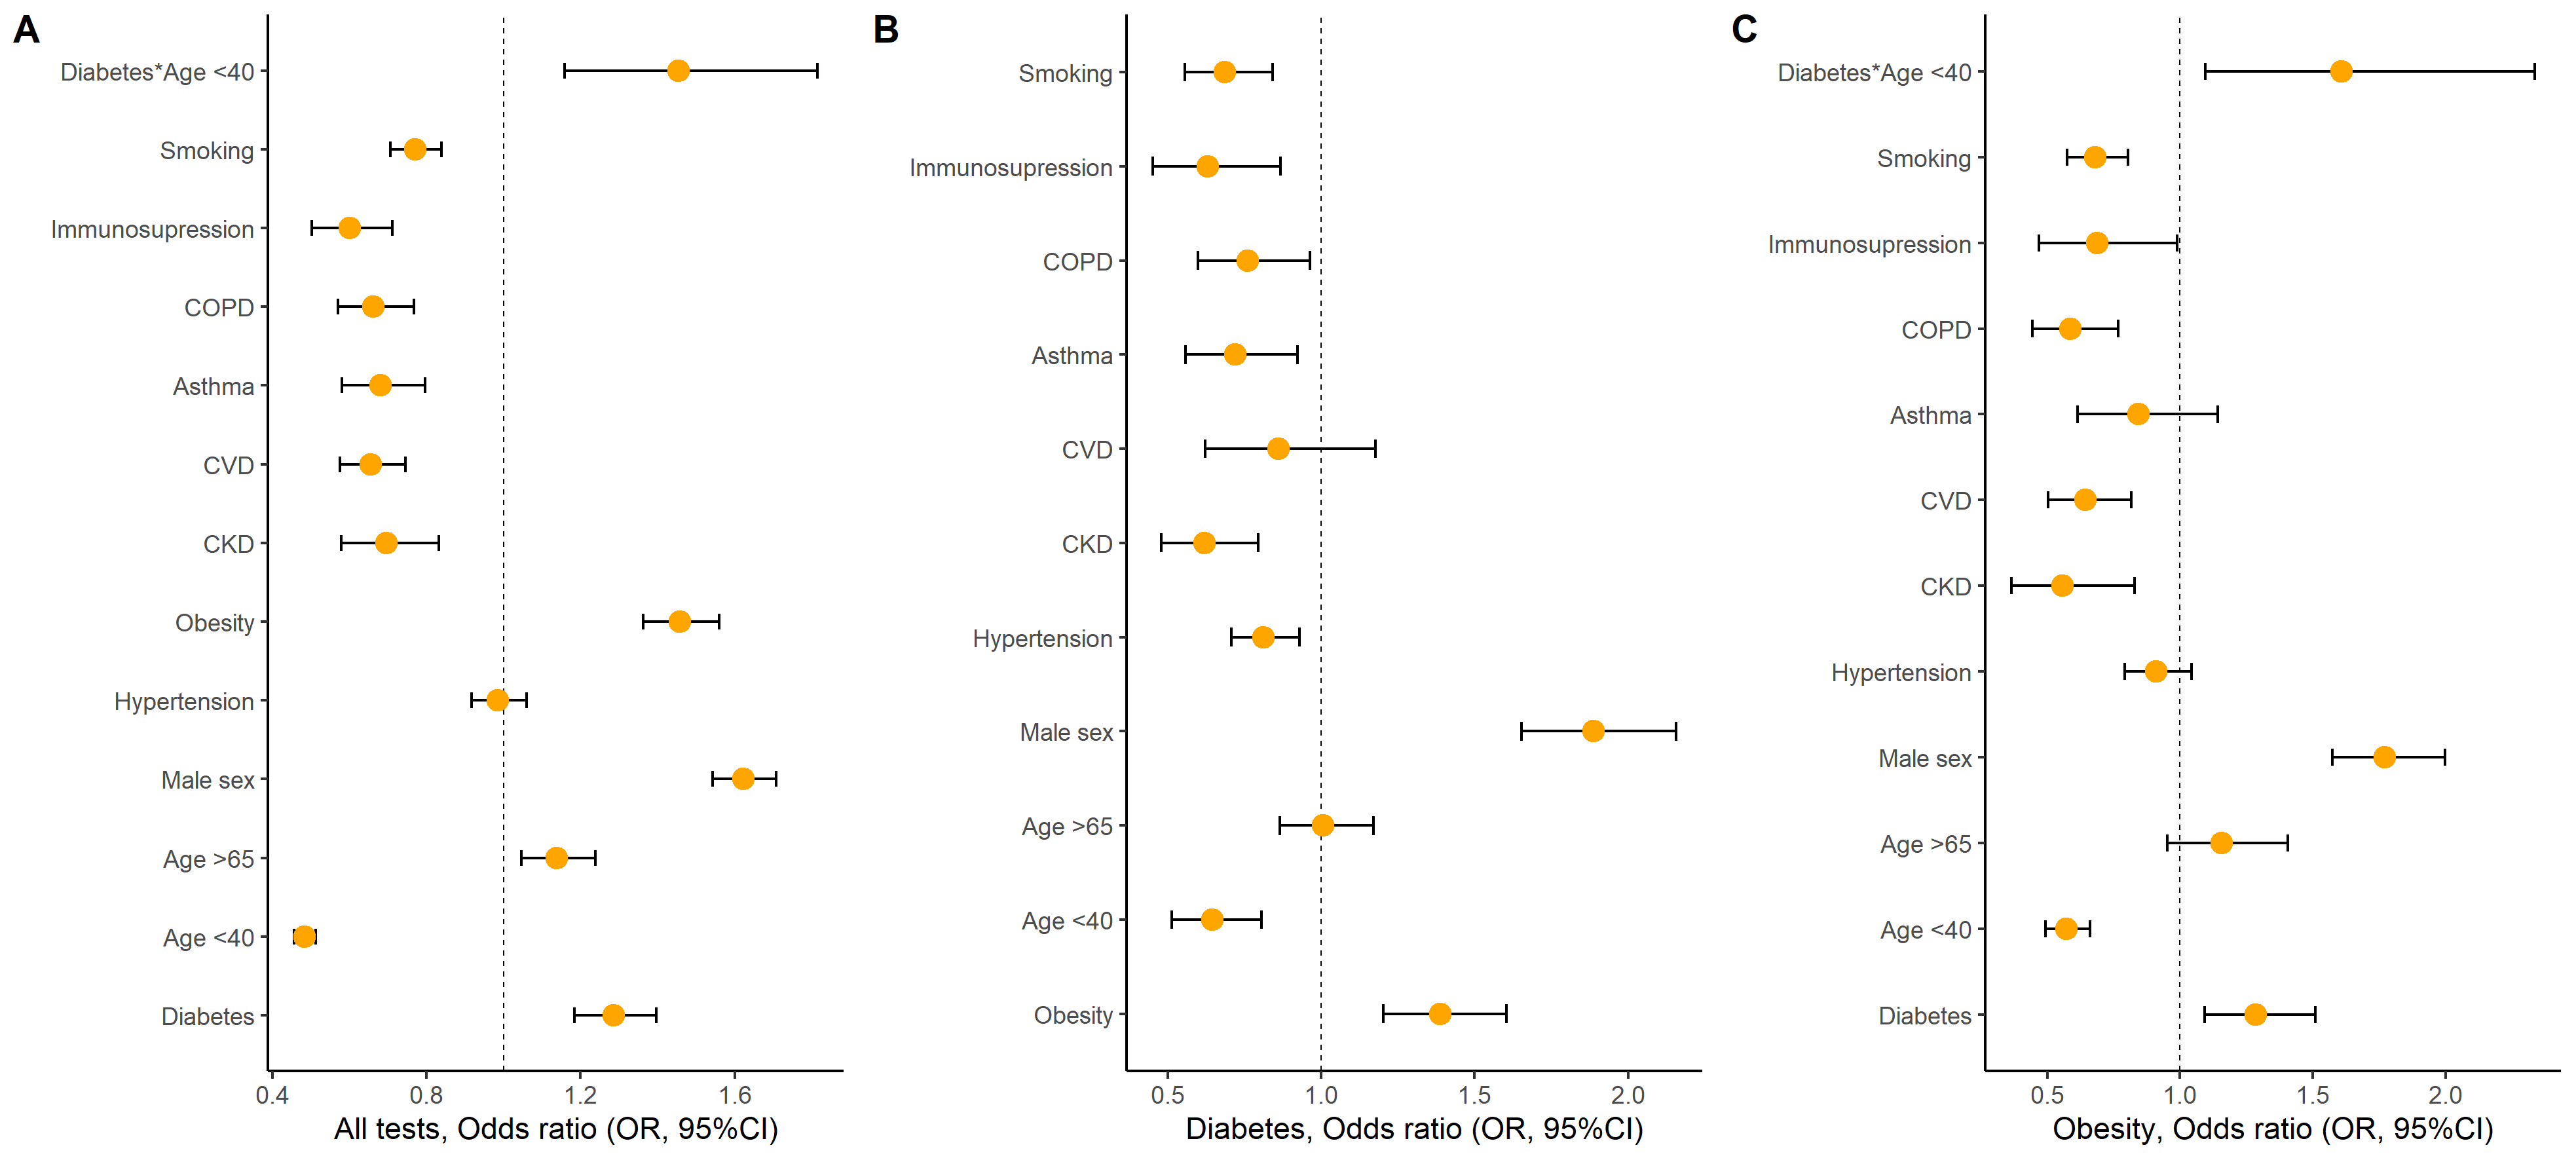 A
Diabetes*Age <40
Smoking
Immunosupression
COPD
Asthma
CVD
CKD
Obesity
Hypertension
Male sex
Age >65
Age <40
Diabetes
0.4 0.8 1.2 1.6
All tests, Odds ratio (OR, 95%CI)
B
Smoking
Immunosupression
COPD
Asthma
CVD
CKD
Hypertension
Male sex
Age >65
Age <40
Obesity
0.5 1.0 1.5 2.0
Diabetes, Odds ratio (OR, 95%CI)
C
Diabetes*Age <40
Smoking
Immunosupression
COPD
Asthma
CVD
CKD
Hypertension
Male sex
Age >65
Age <40
Diabetes
0.5 1.0 1.5 2.0
Obesity, Odds ratio (OR, 95%CI)